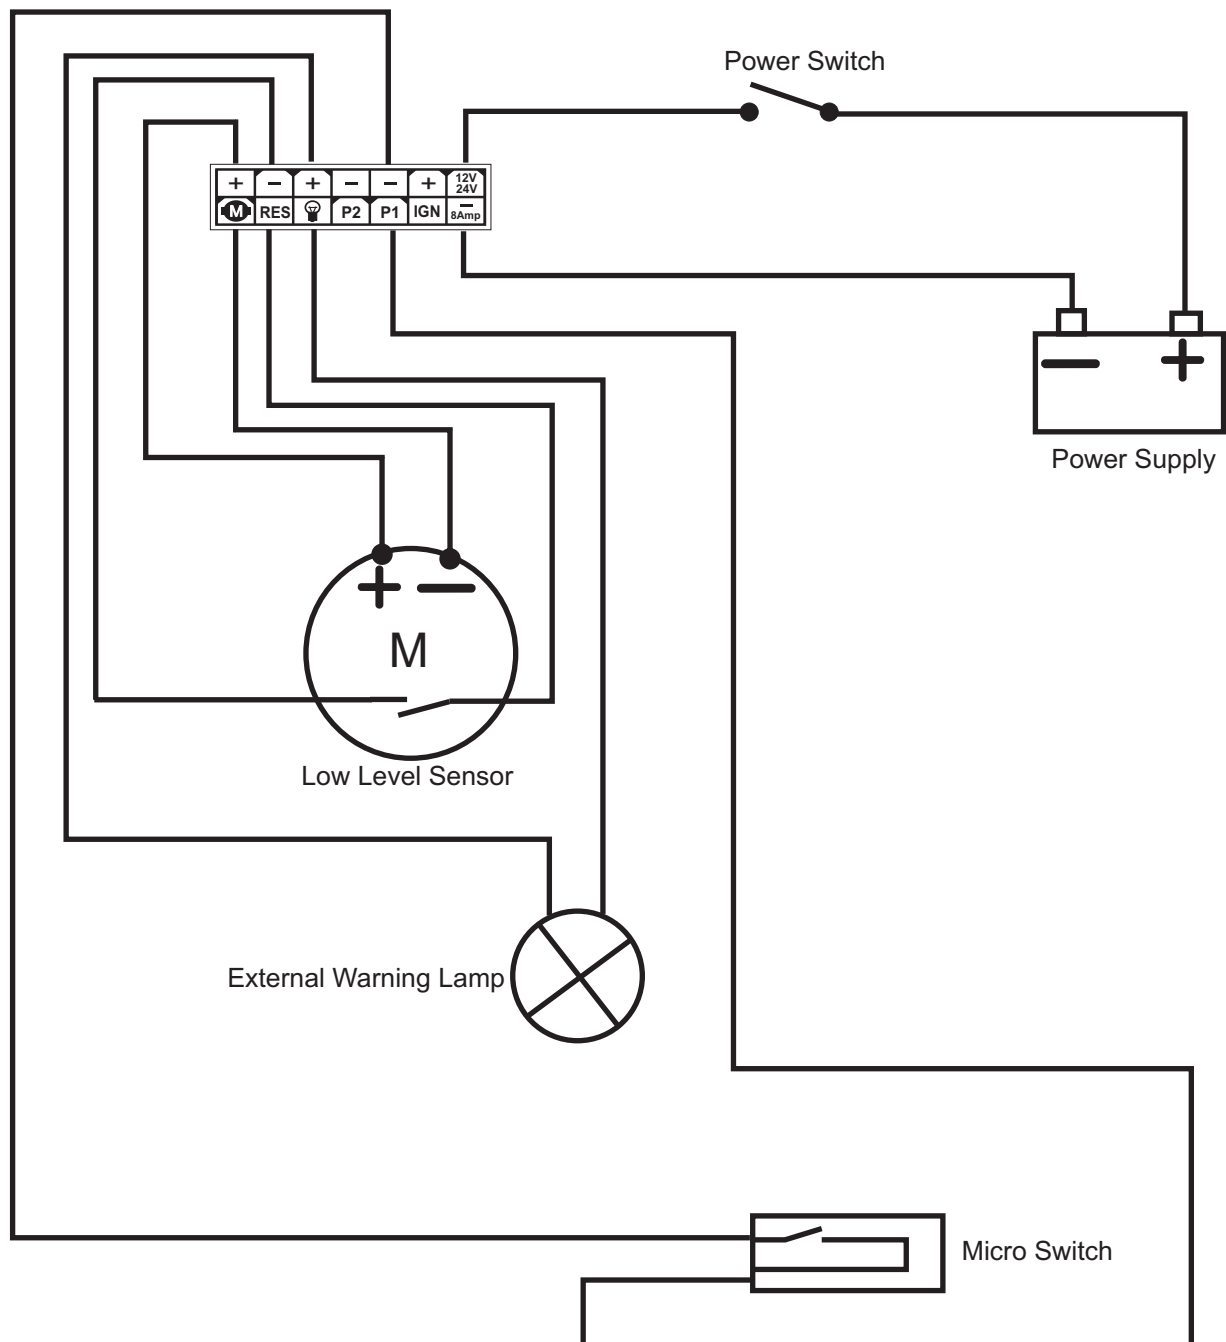 Power Switch
+ − + − − + 12V 24V
M RES P2 P1 IGN − 8Amp
+
Power Supply
+ −
M
Low Level Sensor
External Warning Lamp
Micro Switch